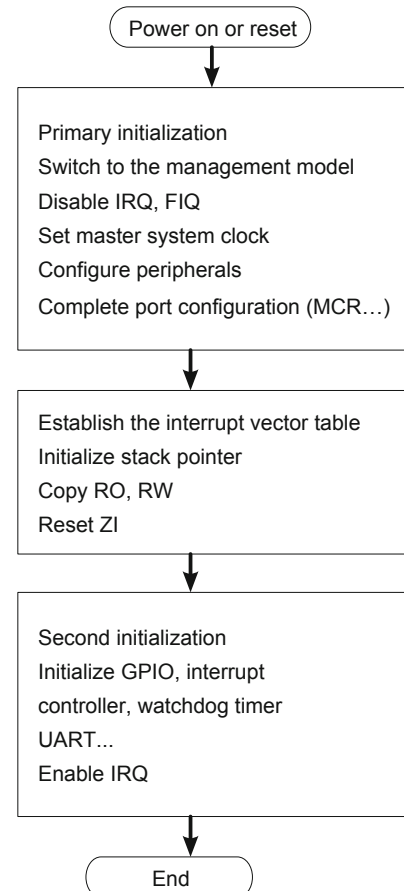 Power on or reset
Primary initialization
Switch to the management model
Disable IRQ, FIQ
Set master system clock
Configure peripherals
Complete port configuration (MCR…)
Establish the interrupt vector table
Initialize stack pointer
Copy RO, RW
Reset ZI
Second initialization
Initialize GPIO, interrupt
controller, watchdog timer
UART...
Enable IRQ
End